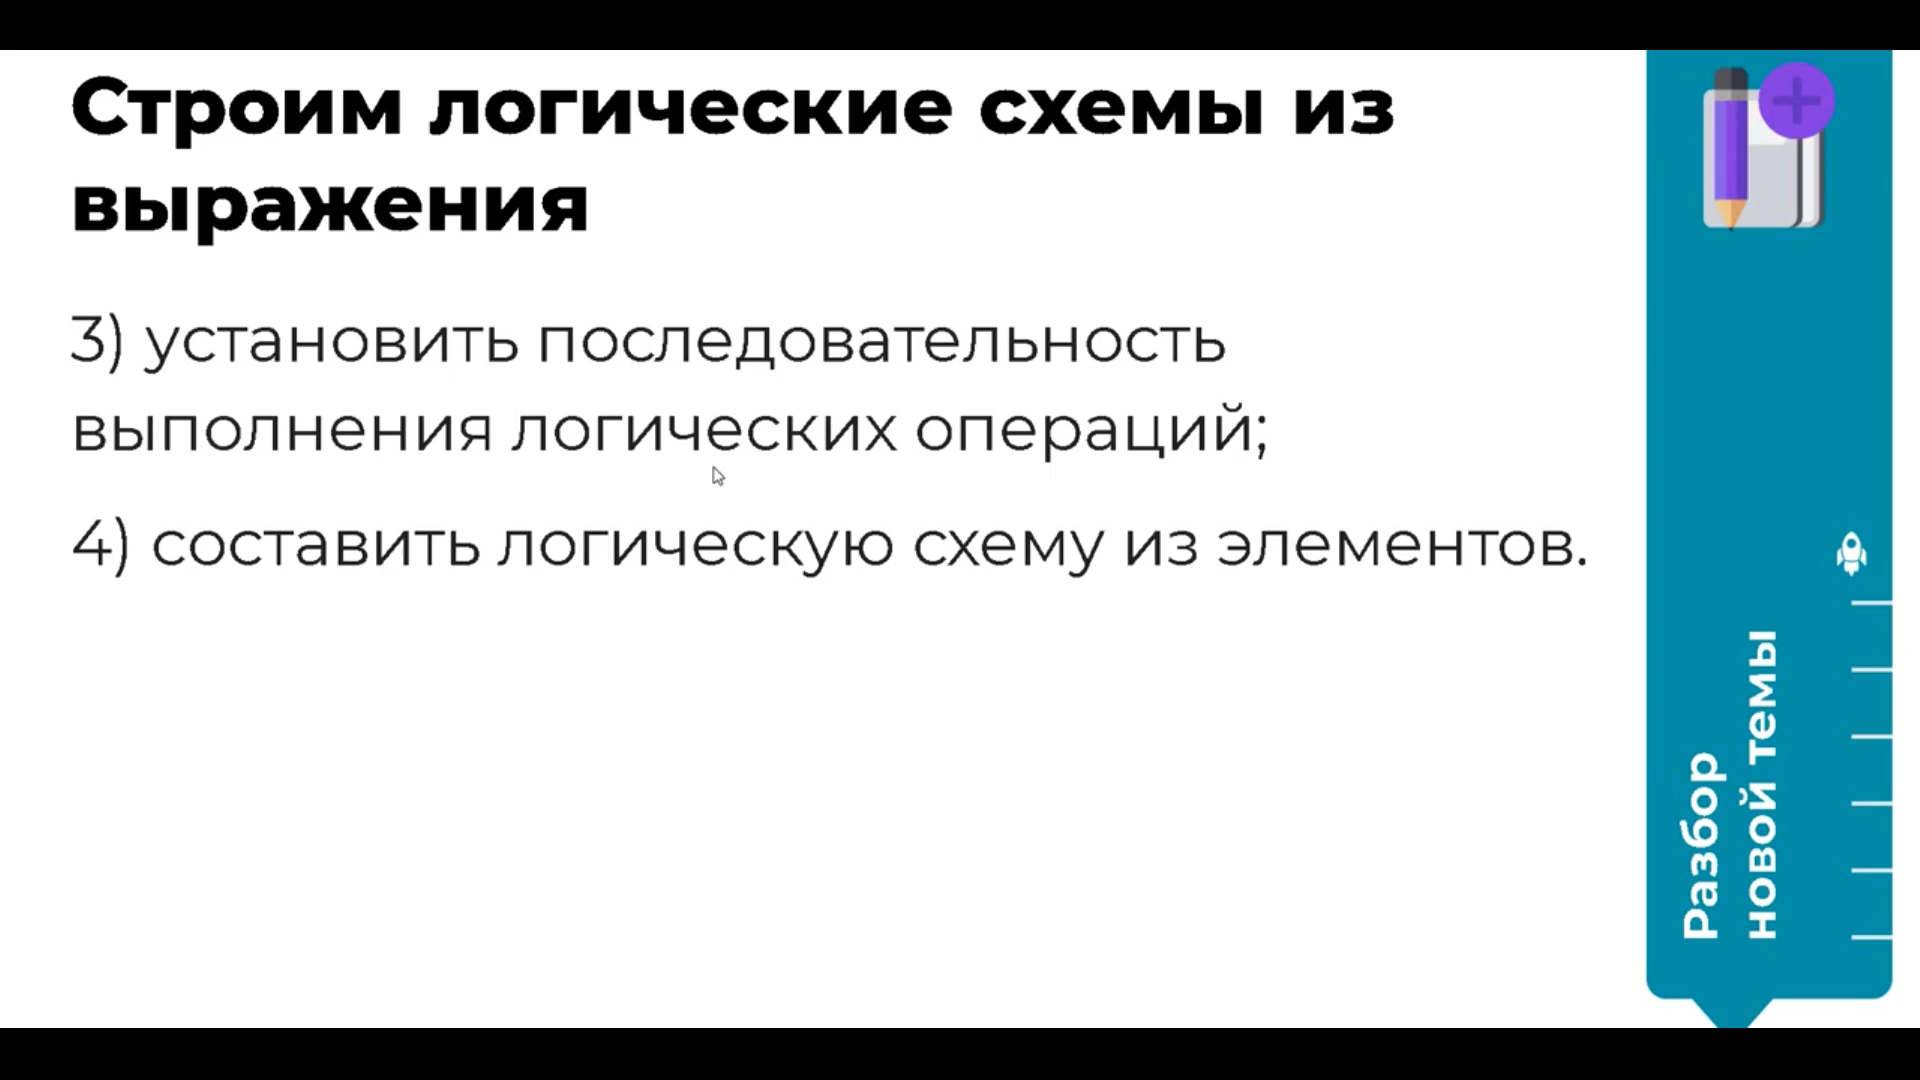 Строим логические схемы из
выражения
3) установить последовательность
выполнения логических операций;
4) составить логическую схему из элементов.
Разбор
новой темы